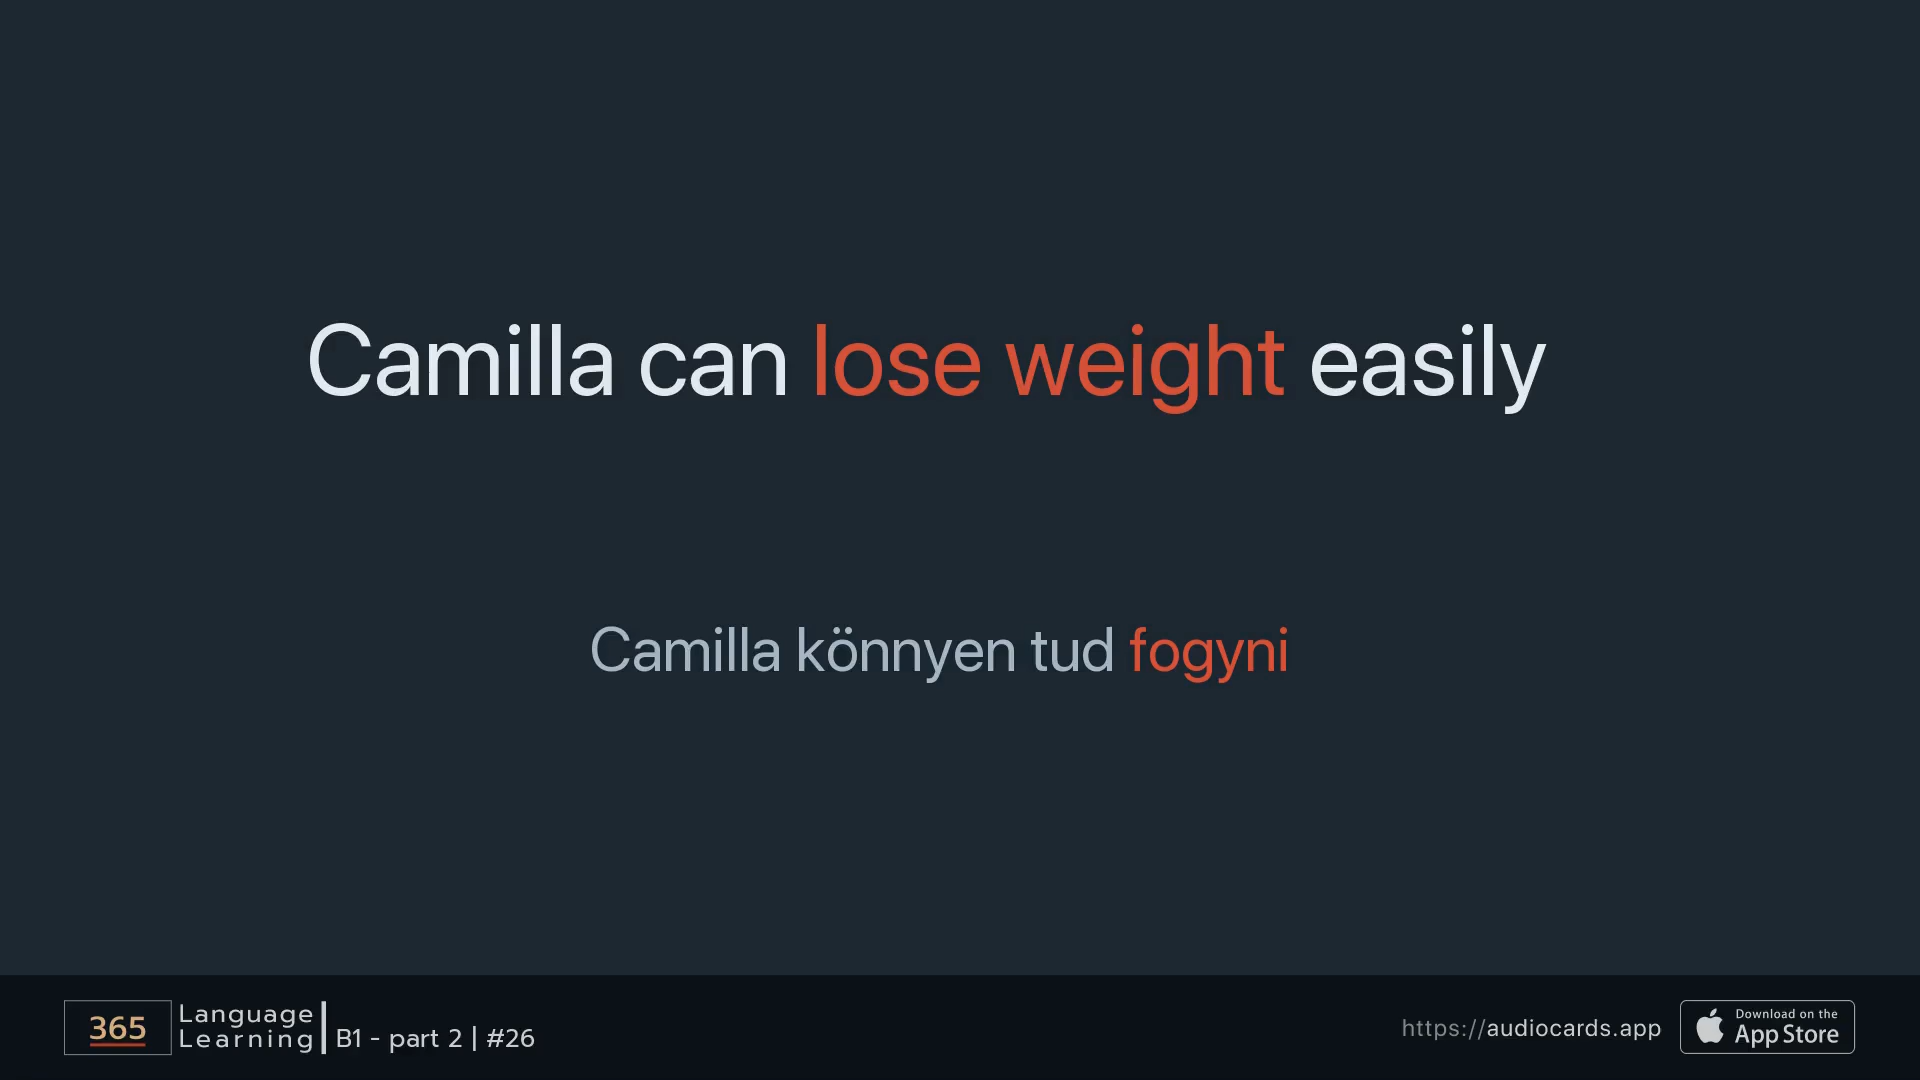 Camilla can lose weight easily
Camilla könnyen tud fogyni
365
Language
Learning
B1 - part 2 | #26
https://audiocards.app
Download on the
App Store